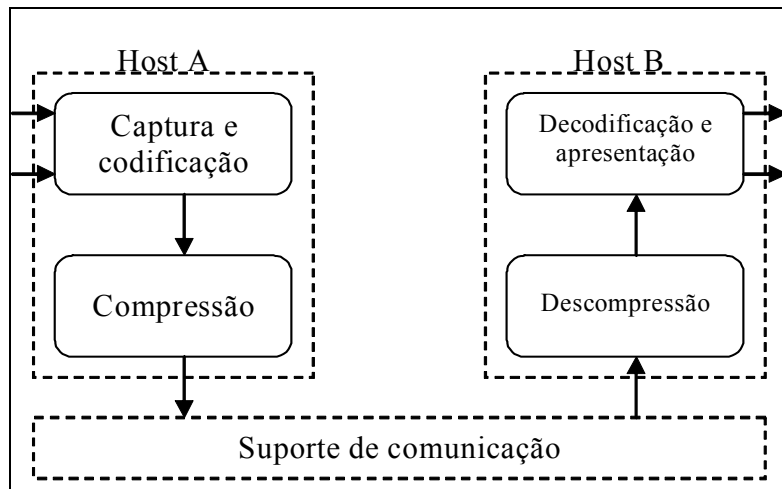 Host A
Captura e
codificação
Compressão
Host B
Decodificação e
apresentação
Descompressão
Suporte de comunicação